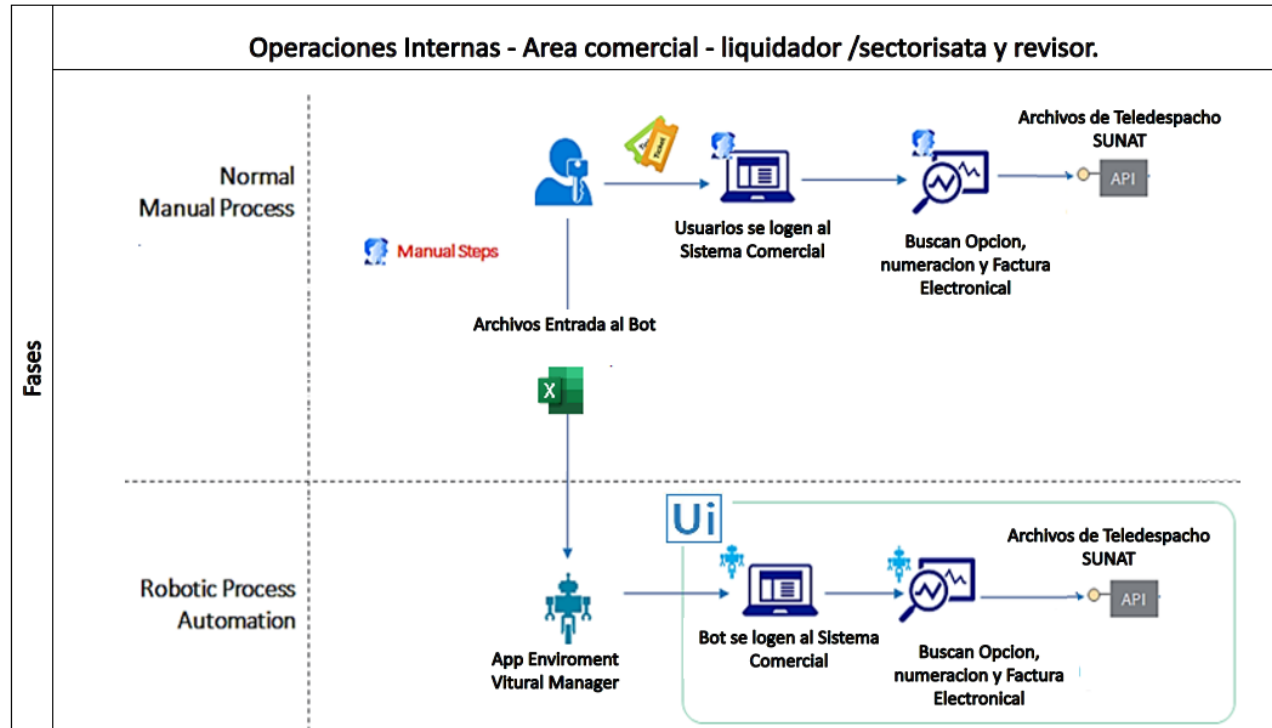 Operaciones Internas - Area comercial - liquidador /sectorisata y revisor.
Fases
Normal
Manual Process
Manual Steps
Ticket
Usuarios se logen al
Sistema Comercial
Buscan Opcion,
numeracion y Factura
Electronical
Archivos de Teledespacho
SUNAT
API
Archivos Entrada al Bot
X
Robotic Process
Automation
App Enviroment
Vitural Manager
Ui
Bot se logen al Sistema
Comercial
Buscan Opcion,
numeracion y Factura
Electronical
Archivos de Teledespacho
SUNAT
API